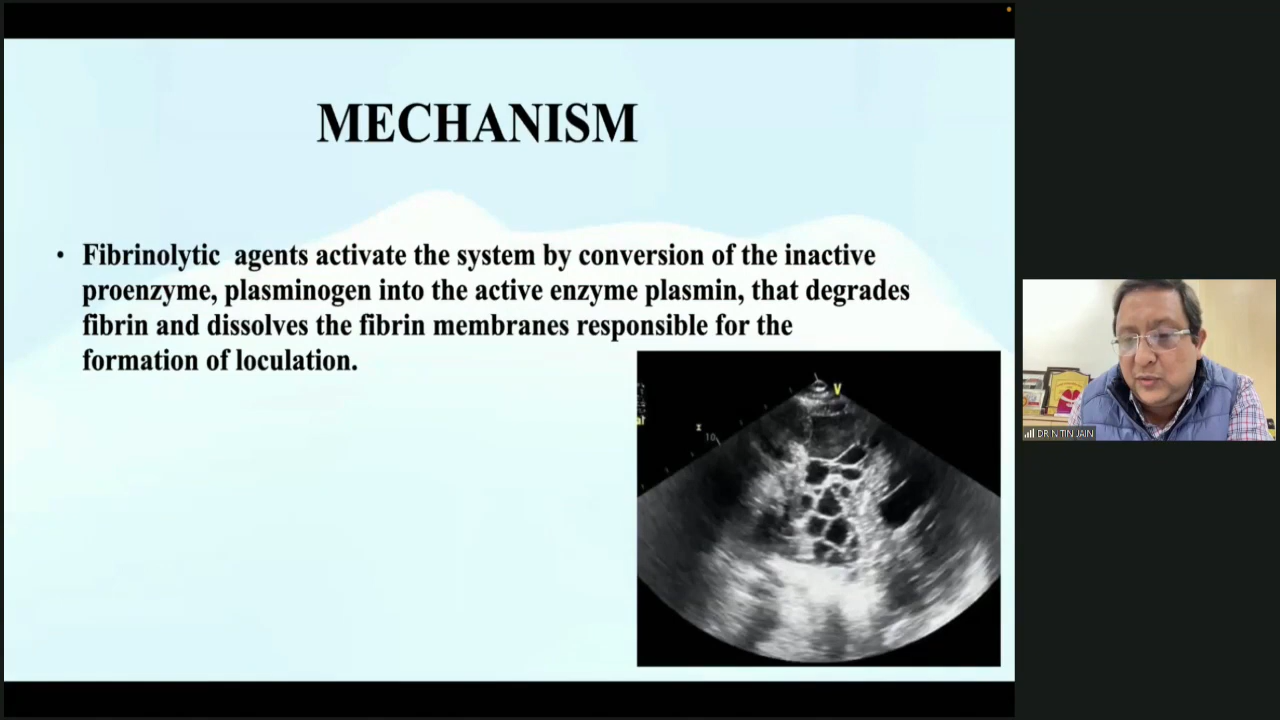 MECHANISM
• Fibrinolytic agents activate the system by conversion of the inactive
proenzyme, plasminogen into the active enzyme plasmin, that degrades
fibrin and dissolves the fibrin membranes responsible for the
formation of loculation.
V
10
DR NITIN JAIN